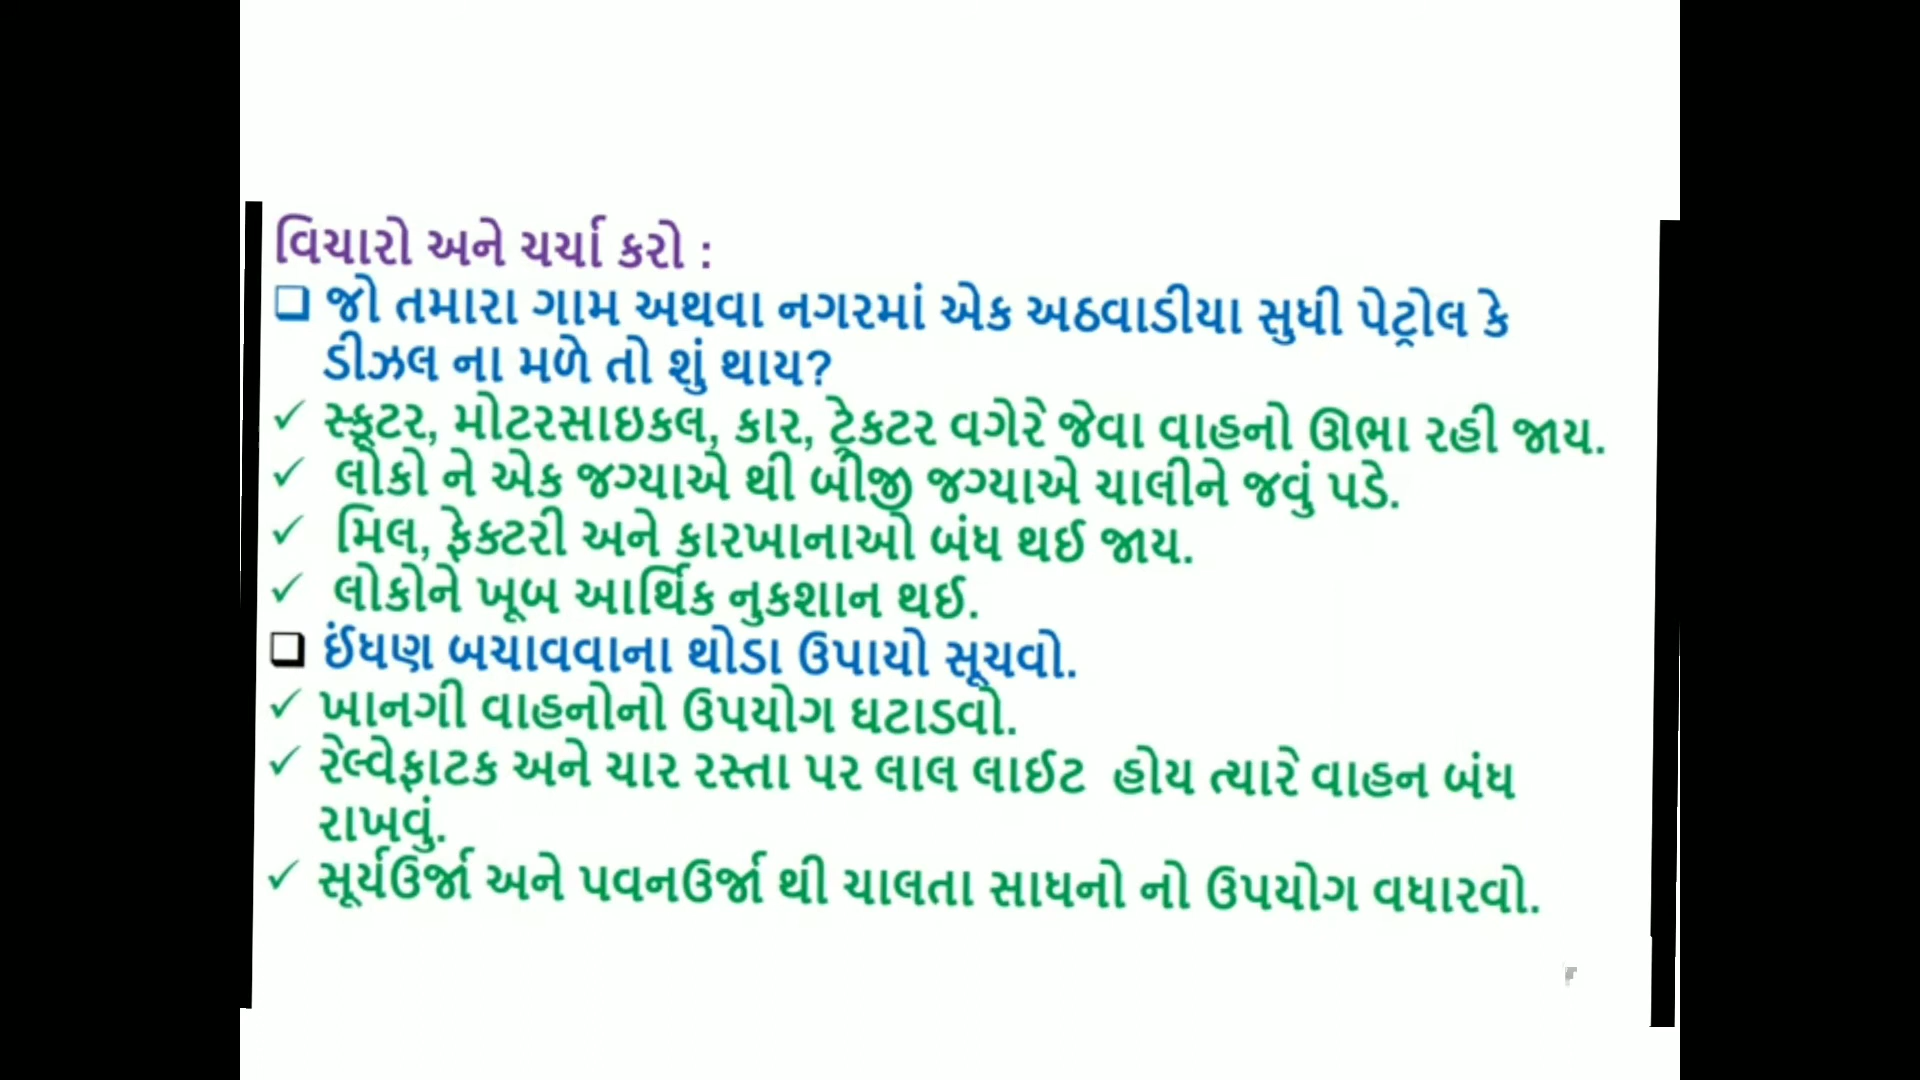 વિચારો અને ચર્ચા કરો :
જો તમારા ગામ અથવા નગરમાં એક અઠવાડીયા સુધી પેટ્રોલ કે
ડીઝલ ના મળે તો શું થાય?
સ્કૂટર, મોટરસાઇકલ, કાર, ટ્રેકટર વગેરે જેવા વાહનો ઊભા રહી જાય.
લોકો ને એક જગ્યાએ થી બીજી જગ્યાએ ચાલીને જવું પડે.
મિલ, ફેક્ટરી અને કારખાનાઓ બંધ થઈ જાય.
લોકોને ખૂબ આર્થિક નુકશાન થઈ.
ઈંધણ બચાવવાના થોડા ઉપાયો સૂચવો.
ખાનગી વાહનોનો ઉપયોગ ઘટાડવો.
રેલ્વેફાટક અને ચાર રસ્તા પર લાલ લાઈટ હોય ત્યારે વાહન બંધ
રાખવું.
સૂર્યઉર્જા અને પવનઉર્જા થી ચાલતા સાધનો નો ઉપયોગ વધારવો.